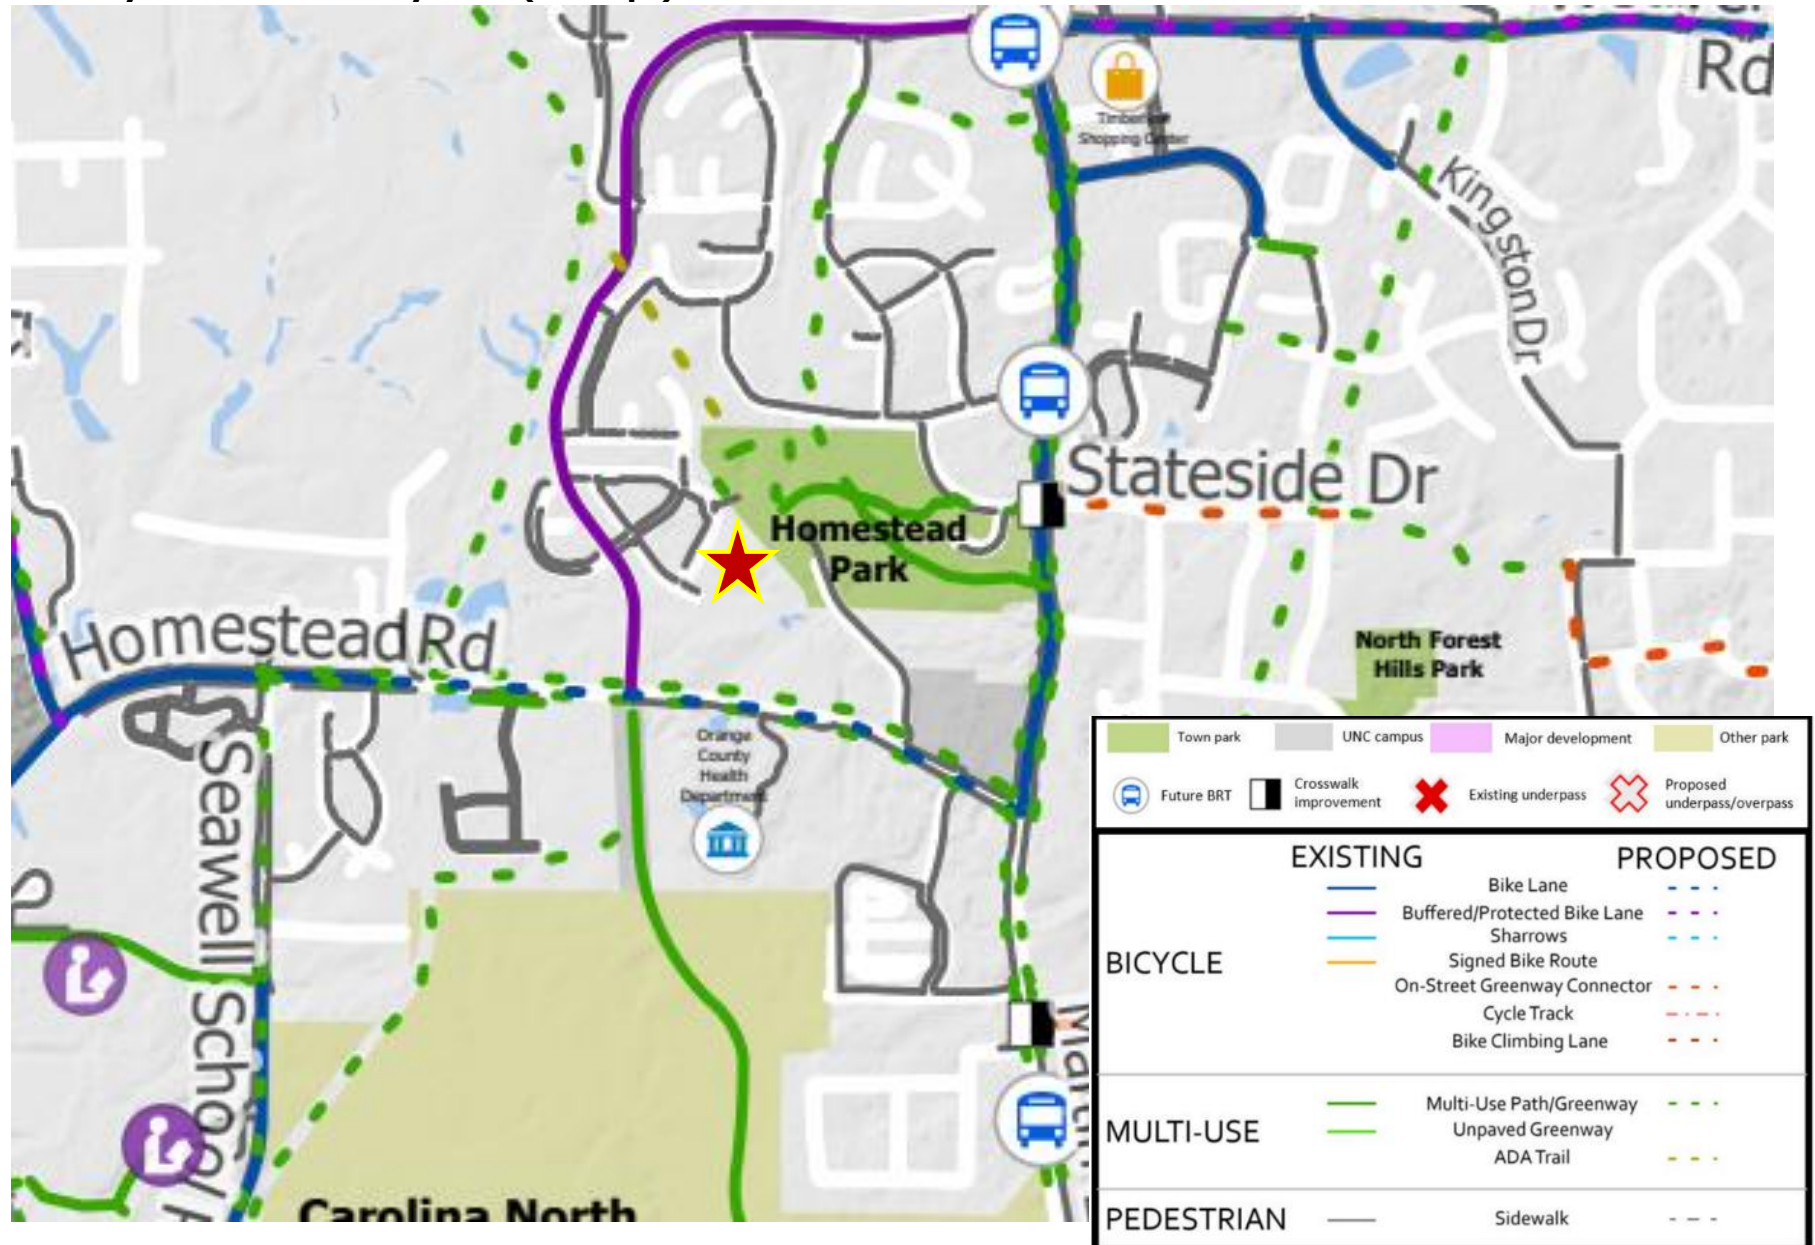 Rd
Timberlyne
Shopping Center
Kingston Dr
Stateside Dr
Homestead
Park
Homestead Rd
North Forest
Hills Park
Orange
County
Health
Department
Seawell School
Carolina North
Town park
UNC campus
Major development
Other park
Future BRT
Crosswalk
improvement
Existing underpass
Proposed
underpass/overpass
EXISTING
PROPOSED
BICYCLE
Bike Lane
Buffered/Protected Bike Lane
Sharrows
Signed Bike Route
On-Street Greenway Connector
Cycle Track
Bike Climbing Lane
MULTI-USE
Multi-Use Path/Greenway
Unpaved Greenway
ADA Trail
PEDESTRIAN
Sidewalk